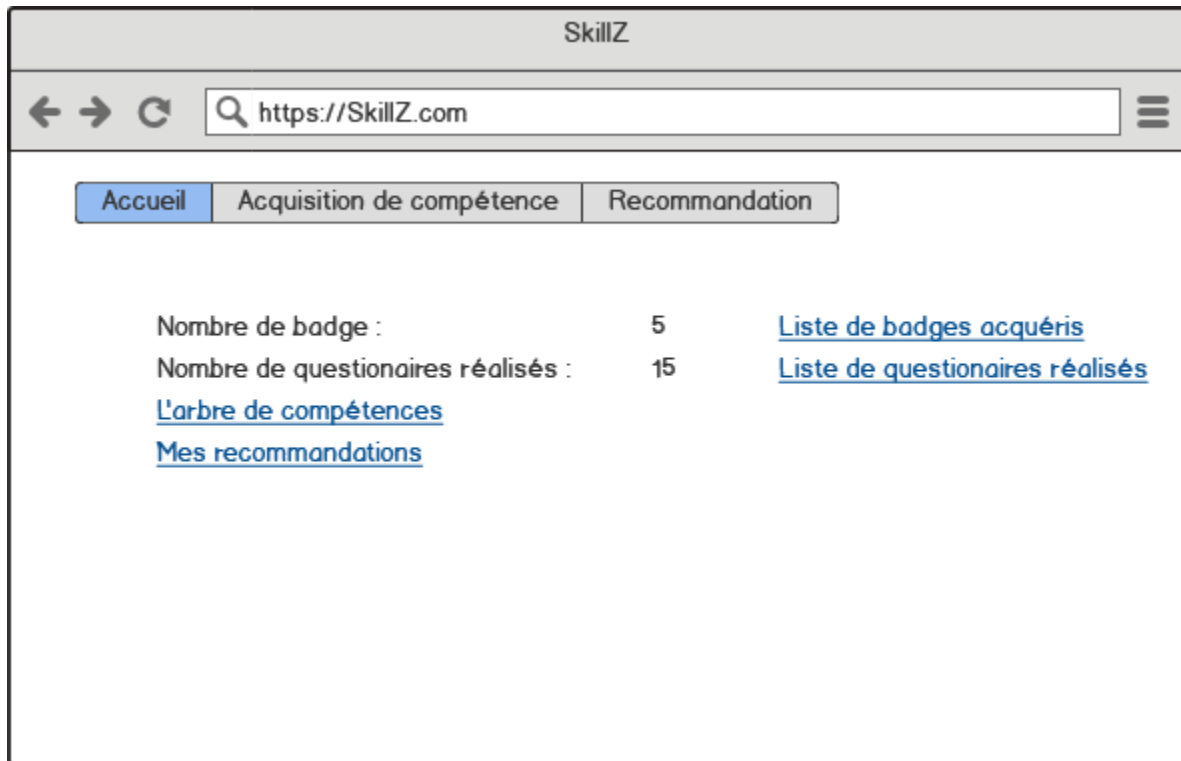 SkillZ
https://SkillZ.com
Accueil Acquisition de compétence Recommandation
Nombre de badge : 5 Liste de badges acquéris
Nombre de questionaires réalisés : 15 Liste de questionaires réalisés
L'arbre de compétences
Mes recommandations